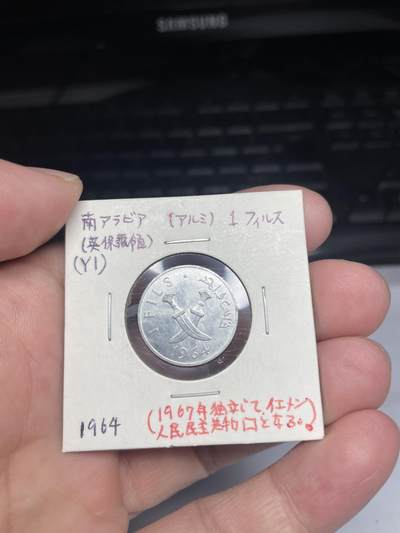 SAMSUNG
南アラビア (アルミ) 1フィルス
(英保護領)
(Y1)
FILS
1964
1964
(1967年独立して、イエメン)
人民民主共和口となる。